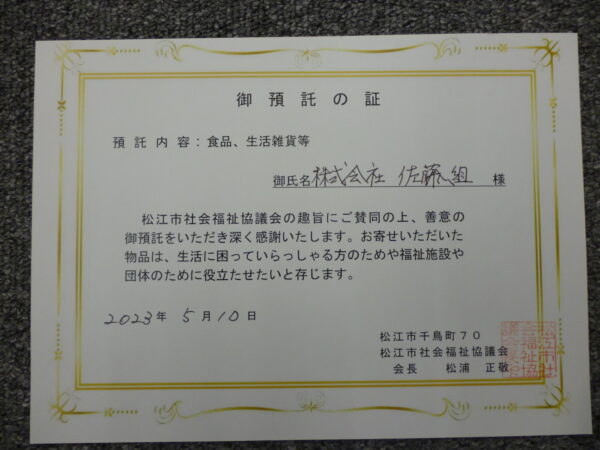 御預託の証
預託内容：食品、生活雑貨等
御氏名 株式会社 佐藤組 様
松江市社会福祉協議会の趣旨にご賛同の上、善意の
御預託をいただき深く感謝いたします。お寄せいただいた
物品は、生活に困っていらっしゃる方のためや福祉施設や
団体のために役立たせたいと存じます。
2023年 5月10日
松江市千鳥町７０
松江市社会福祉協議会
会長 松浦 正敬